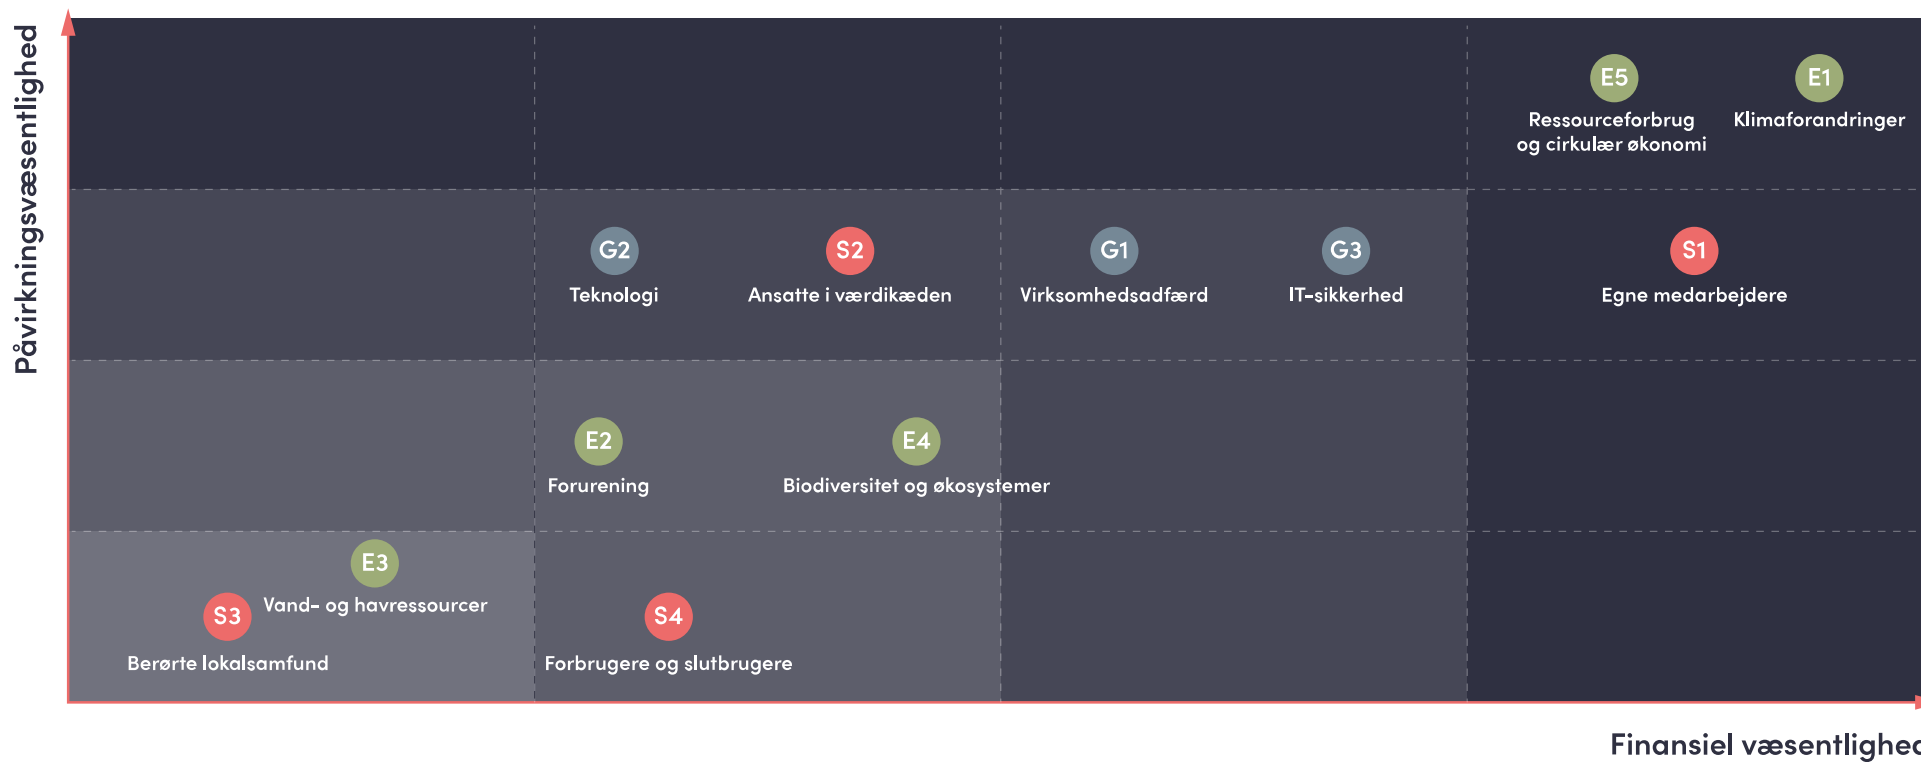 Påvirkningsvæsentlighed
E5
Ressourceforbrug
og cirkulær økonomi
E1
Klimaforandringer
G2
Teknologi
S2
Ansatte i værdikæden
G1
Virksomhedsadfærd
G3
IT-sikkerhed
S1
Egne medarbejdere
E2
Forurening
E4
Biodiversitet og økosystemer
E3
Vand- og havressourcer
S3
Berørte lokalsamfund
S4
Forbrugere og slutbrugere
Finansiel væsentlighed